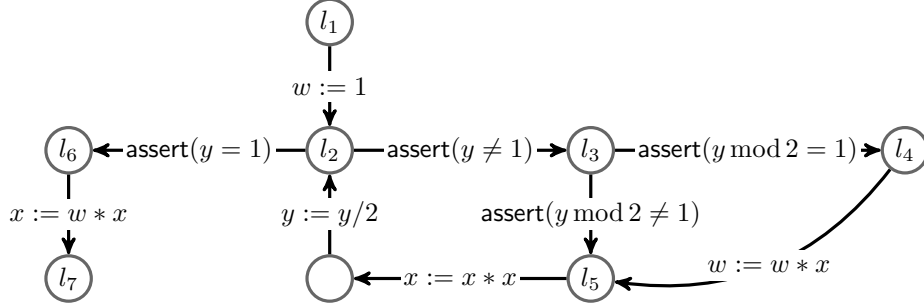 l₁
w := 1
l₆ assert(y = 1) l₂ assert(y ≠ 1) l₃ assert(y mod 2 = 1) l₄
x := w ∗ x y := y/2 assert(y mod 2 ≠ 1)
w := w ∗ x
l₇ x := x ∗ x l₅